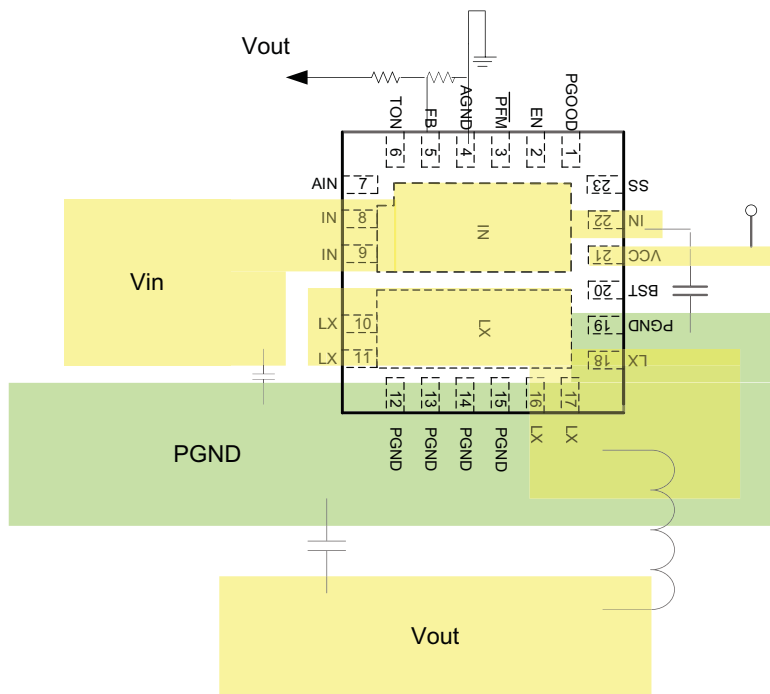 Vout
TON
FB
AGND
PFM
EN
PGOOD
6
5
4
3
2
1
AIN
7
23
SS
IN
8
22
IN
IN
IN
9
21
VCC
Vin
20
BST
LX
10
LX
19
PGND
LX
11
18
LX
12
13
14
15
16
17
PGND
PGND
PGND
PGND
LX
LX
PGND
Vout